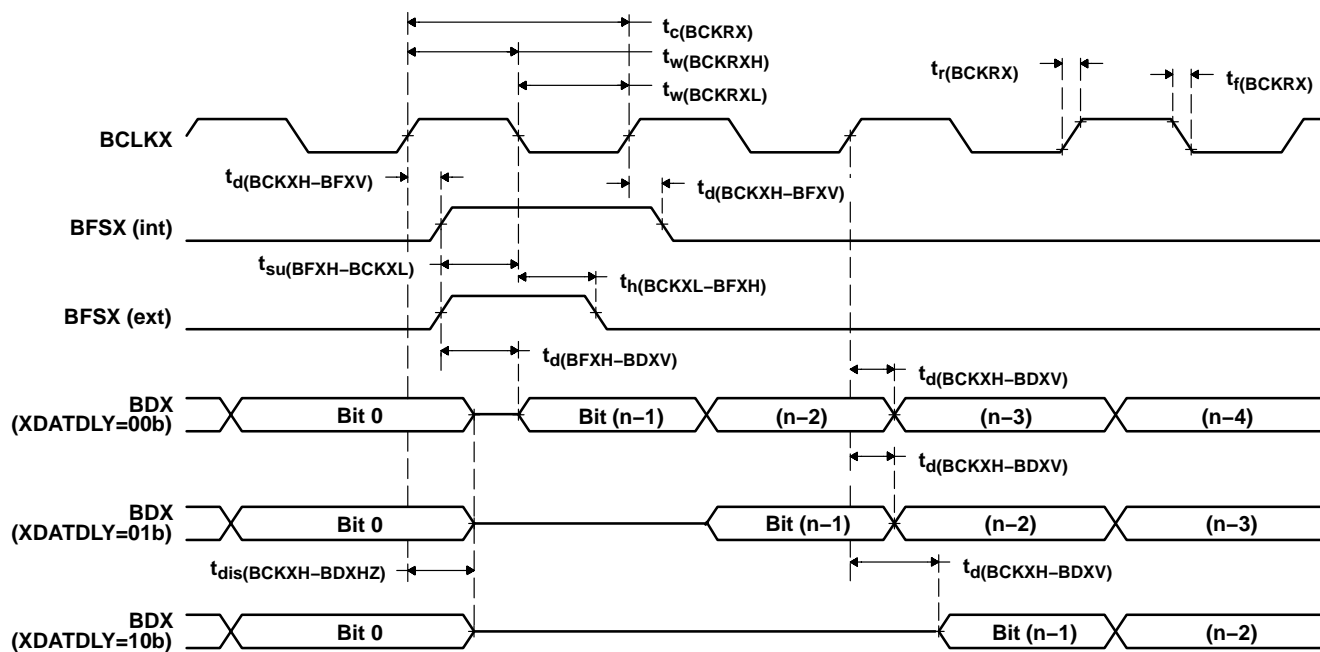 tc(BCKRX)
tw(BCKRXH)
tr(BCKRX)
tf(BCKRX)
tw(BCKRXL)
BCLKX
td(BCKXH–BFXV)
td(BCKXH–BFXV)
BFSX (int)
tsu(BFXH–BCKXL)
th(BCKXL–BFXH)
BFSX (ext)
td(BFXH–BDXV)
td(BCKXH–BDXV)
BDX
(XDATDLY=00b)
Bit 0
Bit (n–1)
(n–2)
(n–3)
(n–4)
td(BCKXH–BDXV)
BDX
(XDATDLY=01b)
Bit 0
Bit (n–1)
(n–2)
(n–3)
tdis(BCKXH–BDXHZ)
td(BCKXH–BDXV)
BDX
(XDATDLY=10b)
Bit 0
Bit (n–1)
(n–2)